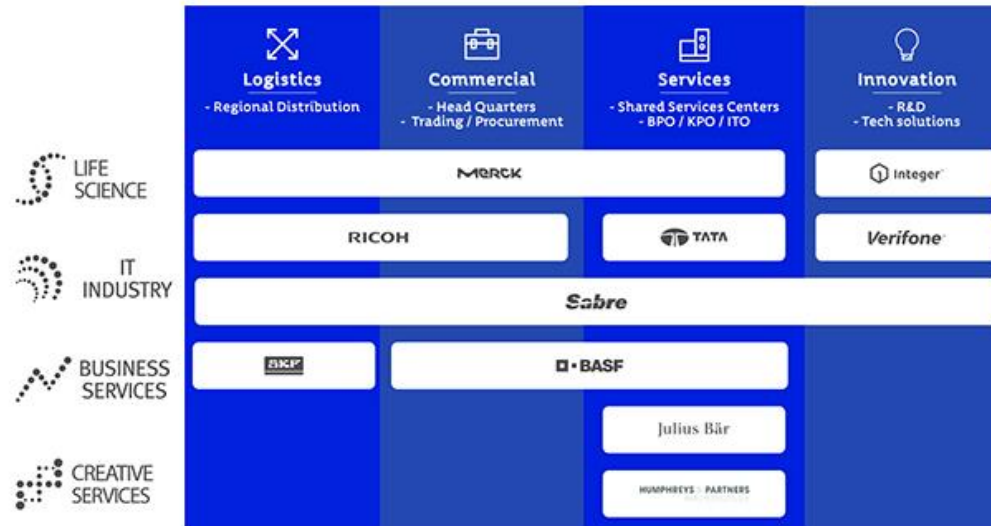 Logistics
- Regional Distribution
Commercial
- Head Quarters
- Trading / Procurement
Services
- Shared Services Centers
- BPO / KPO / ITO
Innovation
- R&D
- Tech solutions
LIFE
SCIENCE
MERCK
Integer
RICOH
TATA
Verifone
IT
INDUSTRY
Sabre
BUSINESS
SERVICES
SKF
BASF
Julius Bär
CREATIVE
SERVICES
HUMPHREYS & PARTNERS